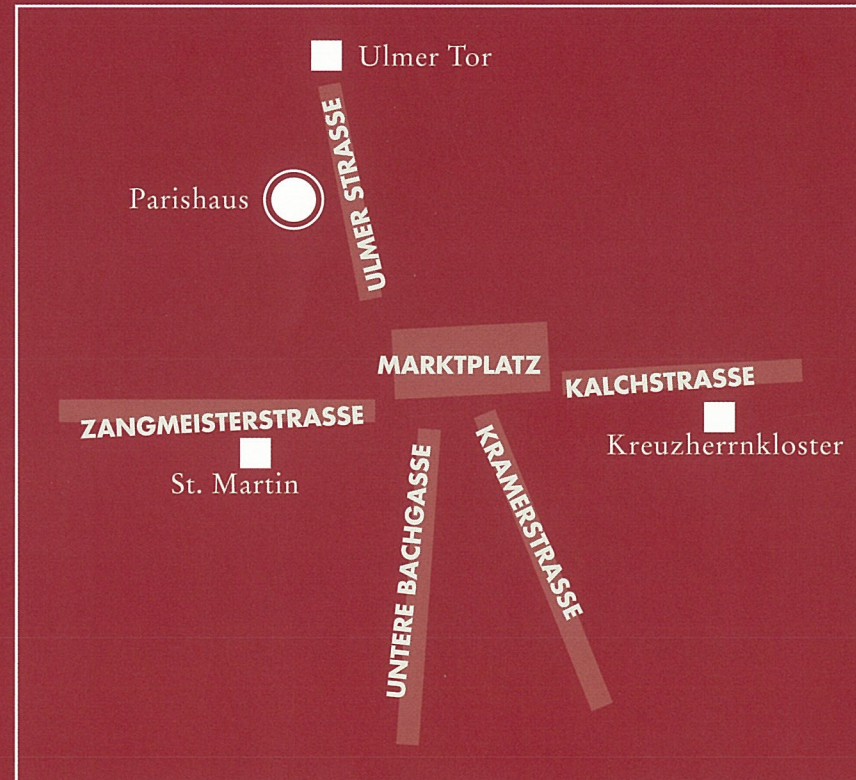 Ulmer Tor
ULMER STRASSE
Parishaus
MARKTPLATZ
KALCHSTRASSE
ZANGMEISTERSTRASSE
Kreuzherrnkloster
St. Martin
UNTERE BACHGASSE
KRAMERSTRASSE